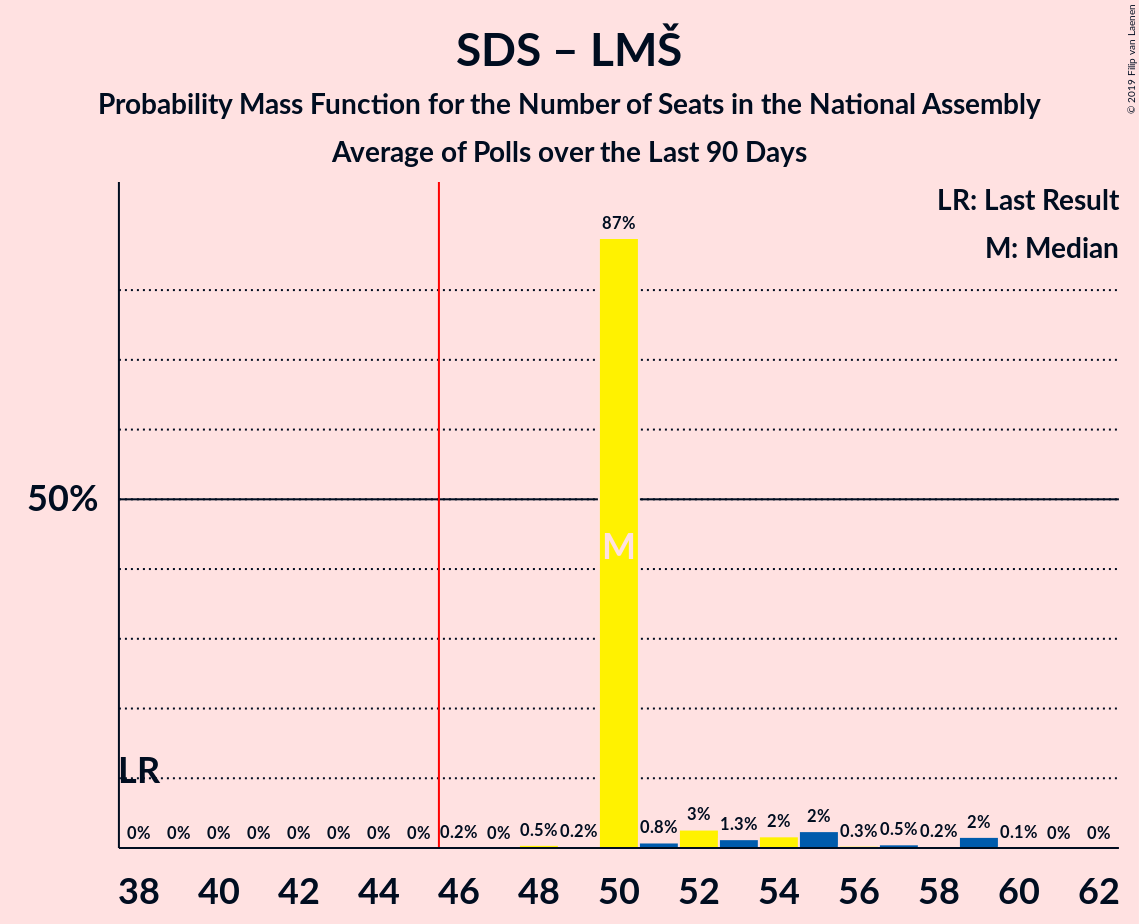 SDS – LMŠ
Probability Mass Function for the Number of Seats in the National Assembly
Average of Polls over the Last 90 Days
© 2019 Filip van Laenen
LR: Last Result
M: Median
87%
50%
M
LR
0% 0% 0% 0% 0% 0% 0% 0% 0.2% 0% 0.5% 0.2% 0.8% 3% 1.3% 2% 2% 0.3% 0.5% 0.2% 2% 0.1% 0% 0%
38 40 42 44 46 48 50 52 54 56 58 60 62